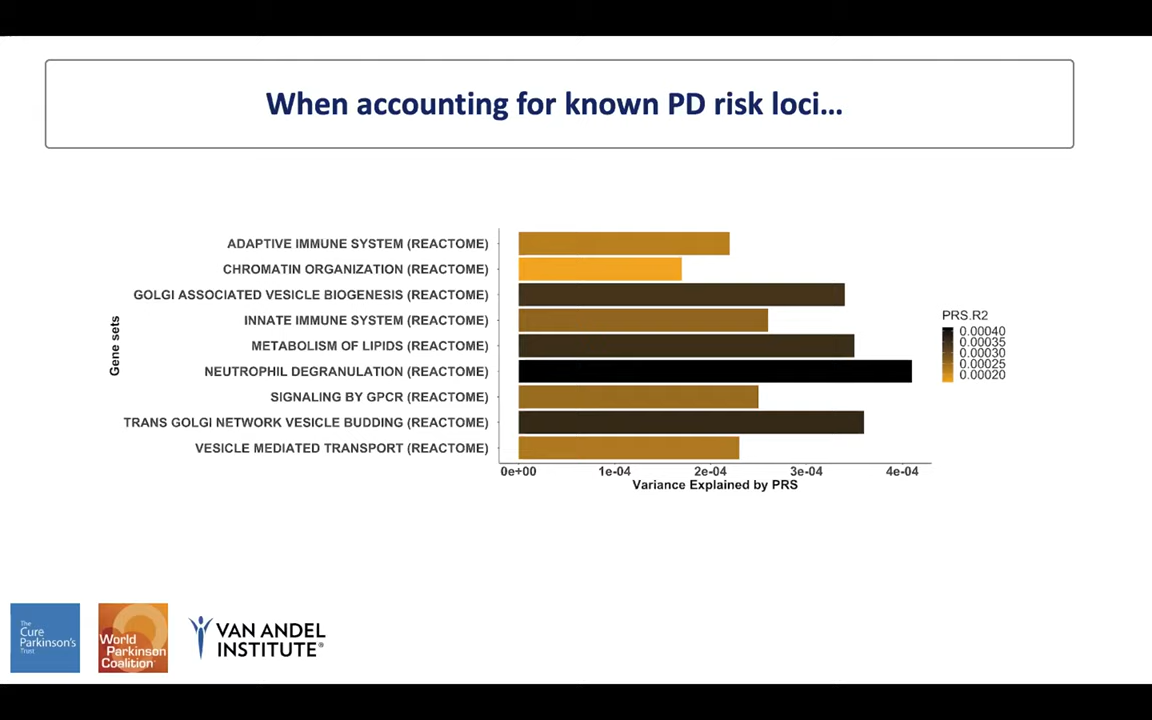 When accounting for known PD risk loci...
Gene sets
ADAPTIVE IMMUNE SYSTEM (REACTOME)
CHROMATIN ORGANIZATION (REACTOME)
GOLGI ASSOCIATED VESICLE BIOGENESIS (REACTOME)
INNATE IMMUNE SYSTEM (REACTOME)
METABOLISM OF LIPIDS (REACTOME)
NEUTROPHIL DEGRANULATION (REACTOME)
SIGNALING BY GPCR (REACTOME)
TRANS GOLGI NETWORK VESICLE BUDDING (REACTOME)
VESICLE MEDIATED TRANSPORT (REACTOME)
0e+00 1e-04 2e-04 3e-04 4e-04
Variance Explained by PRS
PRS.R2
0.00040
0.00035
0.00030
0.00025
0.00020
The
Cure
Parkinson's
Trust
World
Parkinson
Coalition
VAN ANDEL
INSTITUTE®